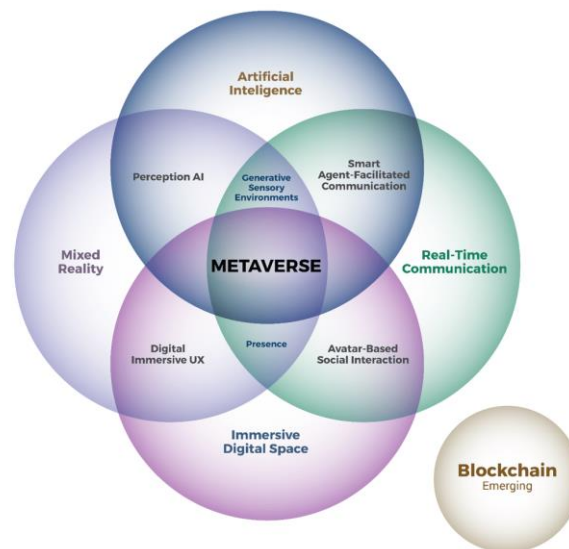 Artificial
Inteligence
Perception AI
Generative
Sensory
Environments
Smart
Agent-Facilitated
Communication
Mixed
Reality
METAVERSE
Real-Time
Communication
Digital
Immersive UX
Presence
Avatar-Based
Social Interaction
Immersive
Digital Space
Blockchain
Emerging